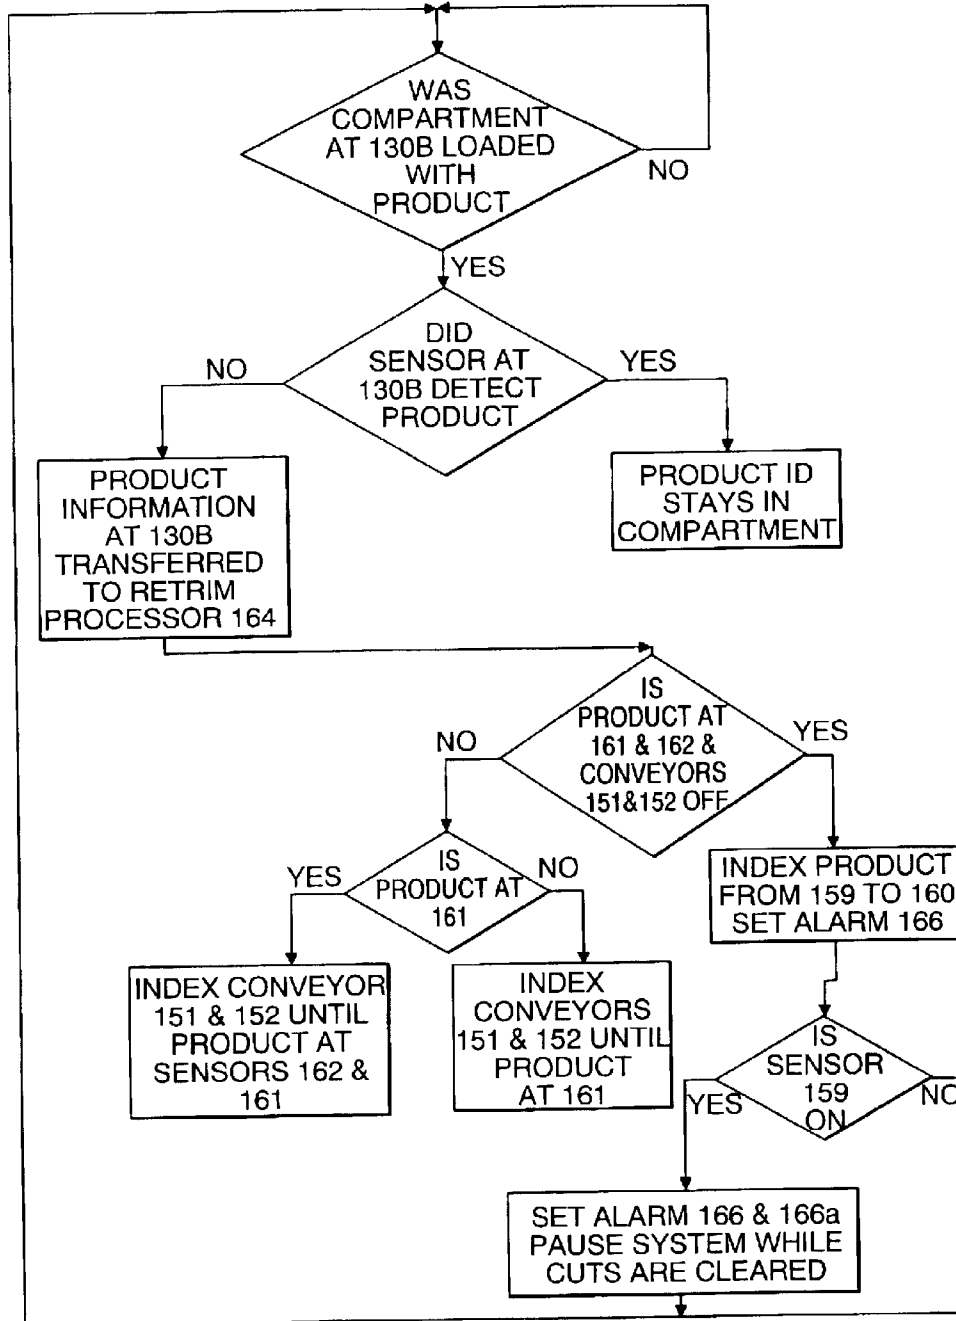 WAS
COMPARTMENT
AT 130B LOADED
WITH
PRODUCT
NO
YES
DID
SENSOR AT
130B DETECT
PRODUCT
NO
YES
PRODUCT
INFORMATION
AT 130B
TRANSFERRED
TO RETRIM
PROCESSOR 164
PRODUCT ID
STAYS IN
COMPARTMENT
IS
PRODUCT AT
161 & 162 &
CONVEYORS
151&152 OFF
NO
YES
IS
PRODUCT AT
161
YES
NO
INDEX PRODUCT
FROM 159 TO 160
SET ALARM 166
INDEX CONVEYOR
151 & 152 UNTIL
PRODUCT AT
SENSORS 162 &
161
INDEX
CONVEYORS
151 & 152 UNTIL
PRODUCT
AT 161
IS
SENSOR
159
ON
YES
NO
SET ALARM 166 & 166a
PAUSE SYSTEM WHILE
CUTS ARE CLEARED